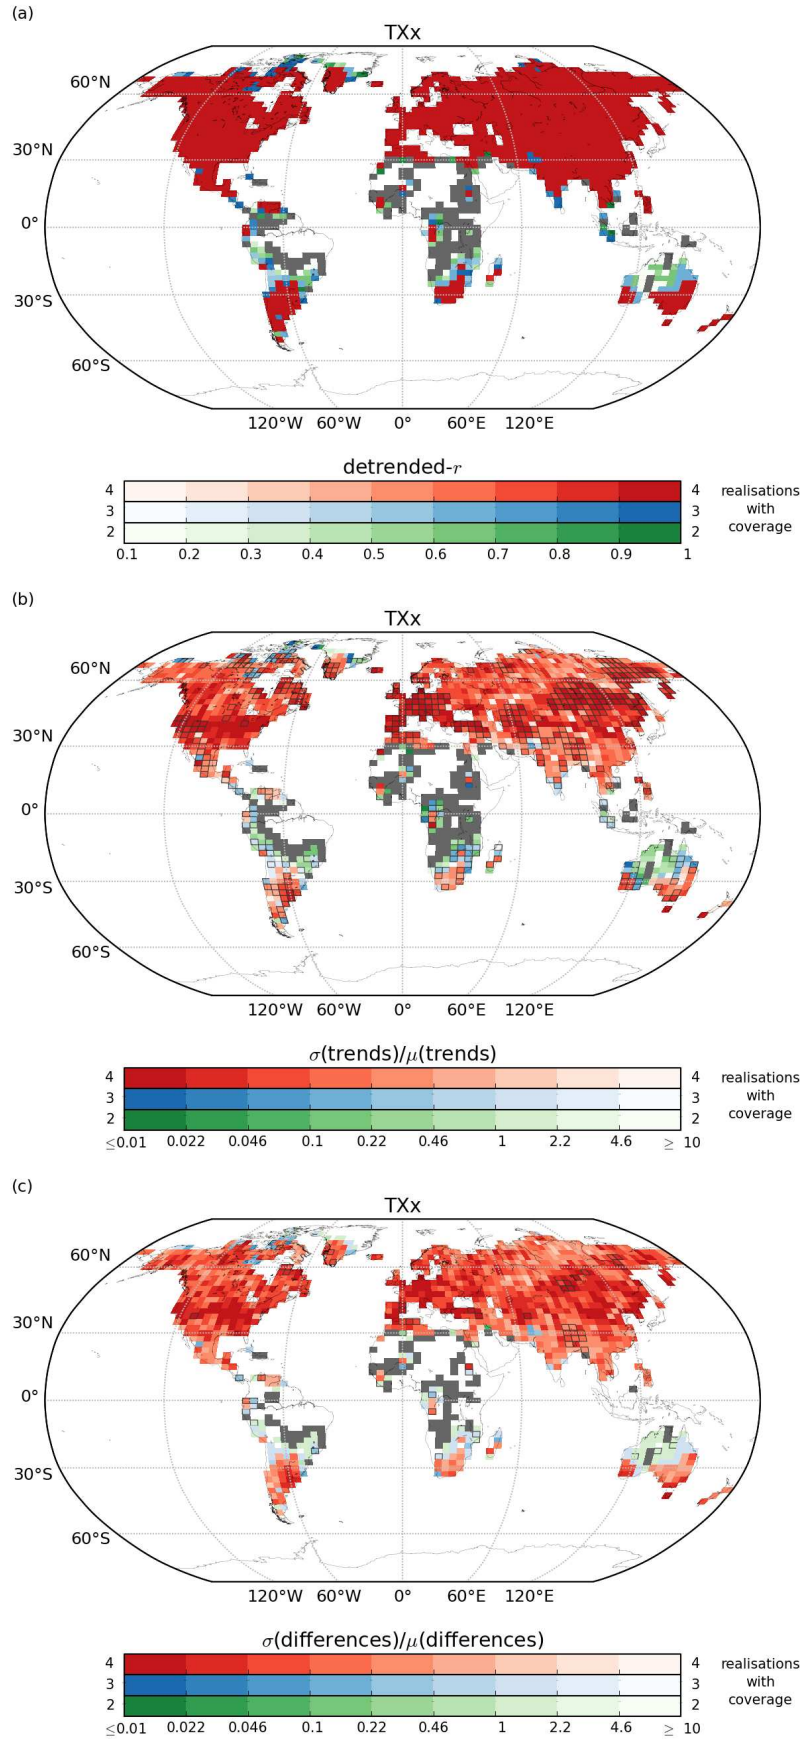 (a)
TXx
60°N
30°N
0°
30°S
60°S
120°W 60°W 0° 60°E 120°E
detrended-r
4 4 realisations
3 3 with
2 2 coverage
0.1 0.2 0.3 0.4 0.5 0.6 0.7 0.8 0.9 1
(b)
TXx
60°N
30°N
0°
30°S
60°S
120°W 60°W 0° 60°E 120°E
σ(trends)/μ(trends)
4 4 realisations
3 3 with
2 2 coverage
≤0.01 0.022 0.046 0.1 0.22 0.46 1 2.2 4.6 ≥ 10
(c)
TXx
60°N
30°N
0°
30°S
60°S
120°W 60°W 0° 60°E 120°E
σ(differences)/μ(differences)
4 4 realisations
3 3 with
2 2 coverage
≤0.01 0.022 0.046 0.1 0.22 0.46 1 2.2 4.6 ≥ 10